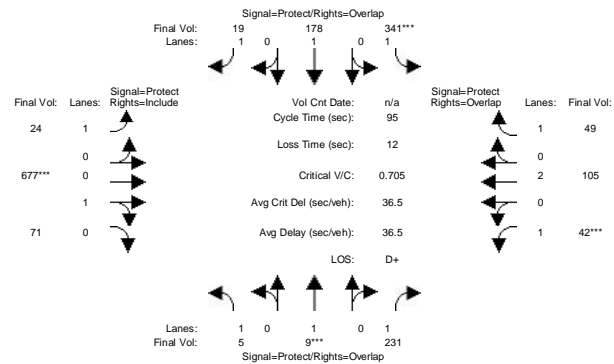 Signal=Protect/Rights=Overlap
Final Vol: 19 178 341***
Lanes: 1 0 1 0 1
Signal=Protect
Rights=Include
Signal=Protect
Rights=Overlap
Final Vol: Lanes: Vol Cnt Date: n/a Lanes: Final Vol:
Cycle Time (sec): 95
24 1 1 49
Loss Time (sec): 12
0 0
677*** 0 Critical V/C: 0.705 2 105
1 Avg Crit Del (sec/veh): 36.5 0
71 0 Avg Delay (sec/veh): 36.5 1 42***
LOS: D+
Lanes: 1 0 1 0 1
Final Vol: 5 9*** 231
Signal=Protect/Rights=Overlap